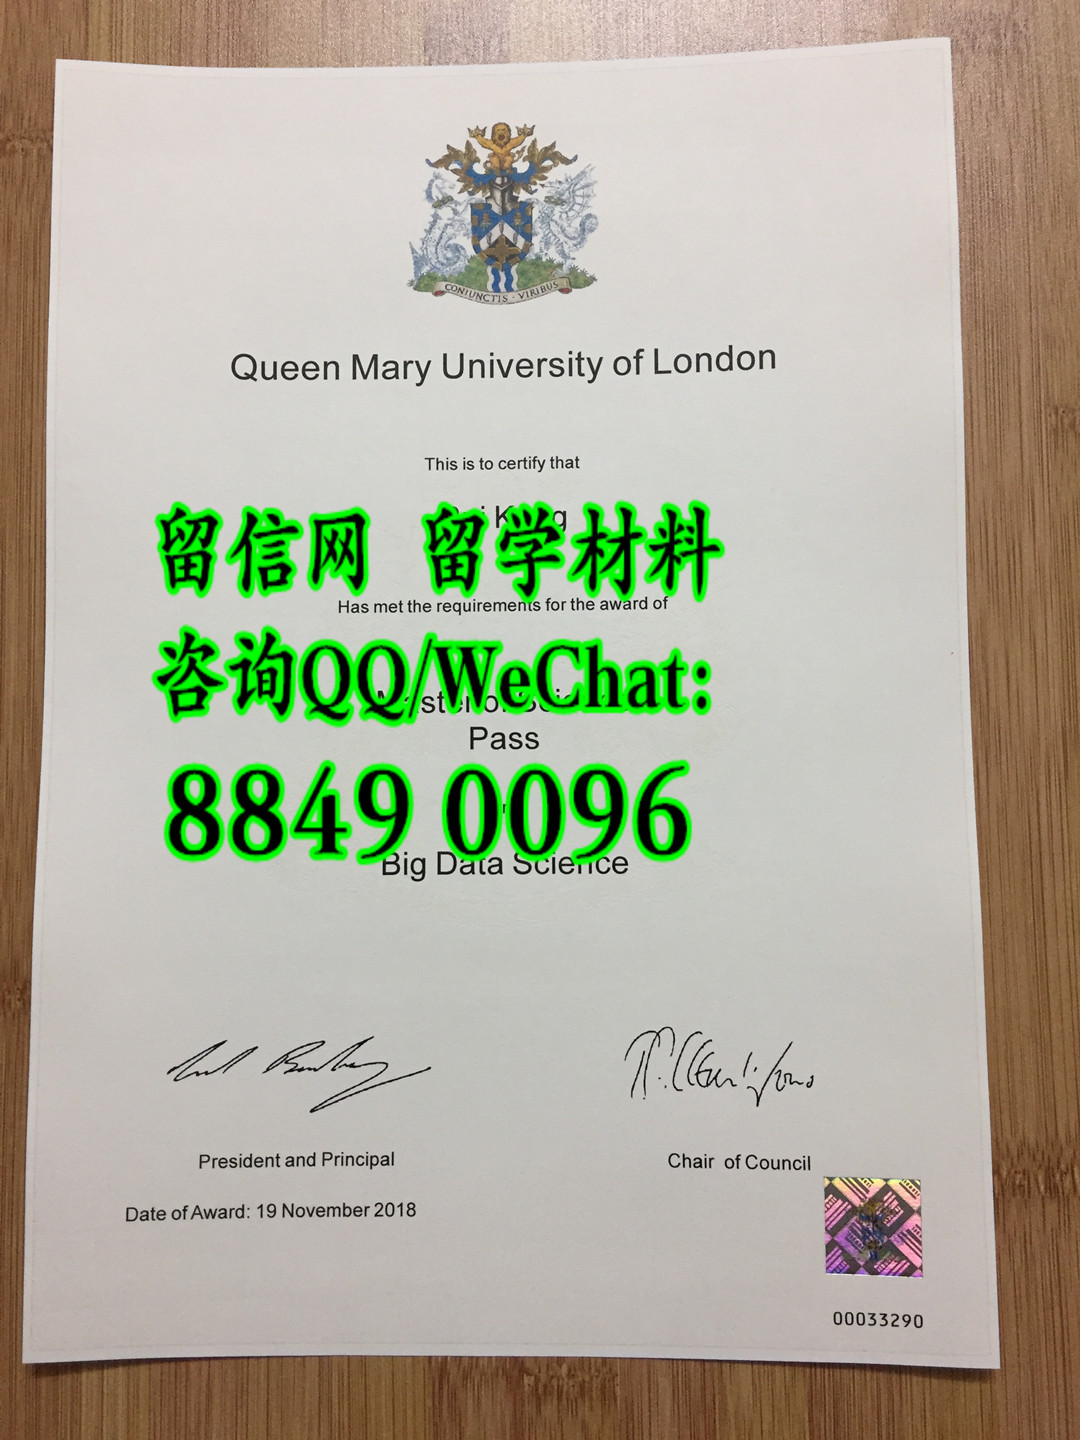 CONIUNCTIS · VIRIBUS
Queen Mary University of London
This is to certify that
留信网 留学材料
Has met the requirements for the award of
咨询QQ/WeChat:
Pass
8849 0096
Big Data Science
President and Principal
Chair of Council
Date of Award: 19 November 2018
00033290